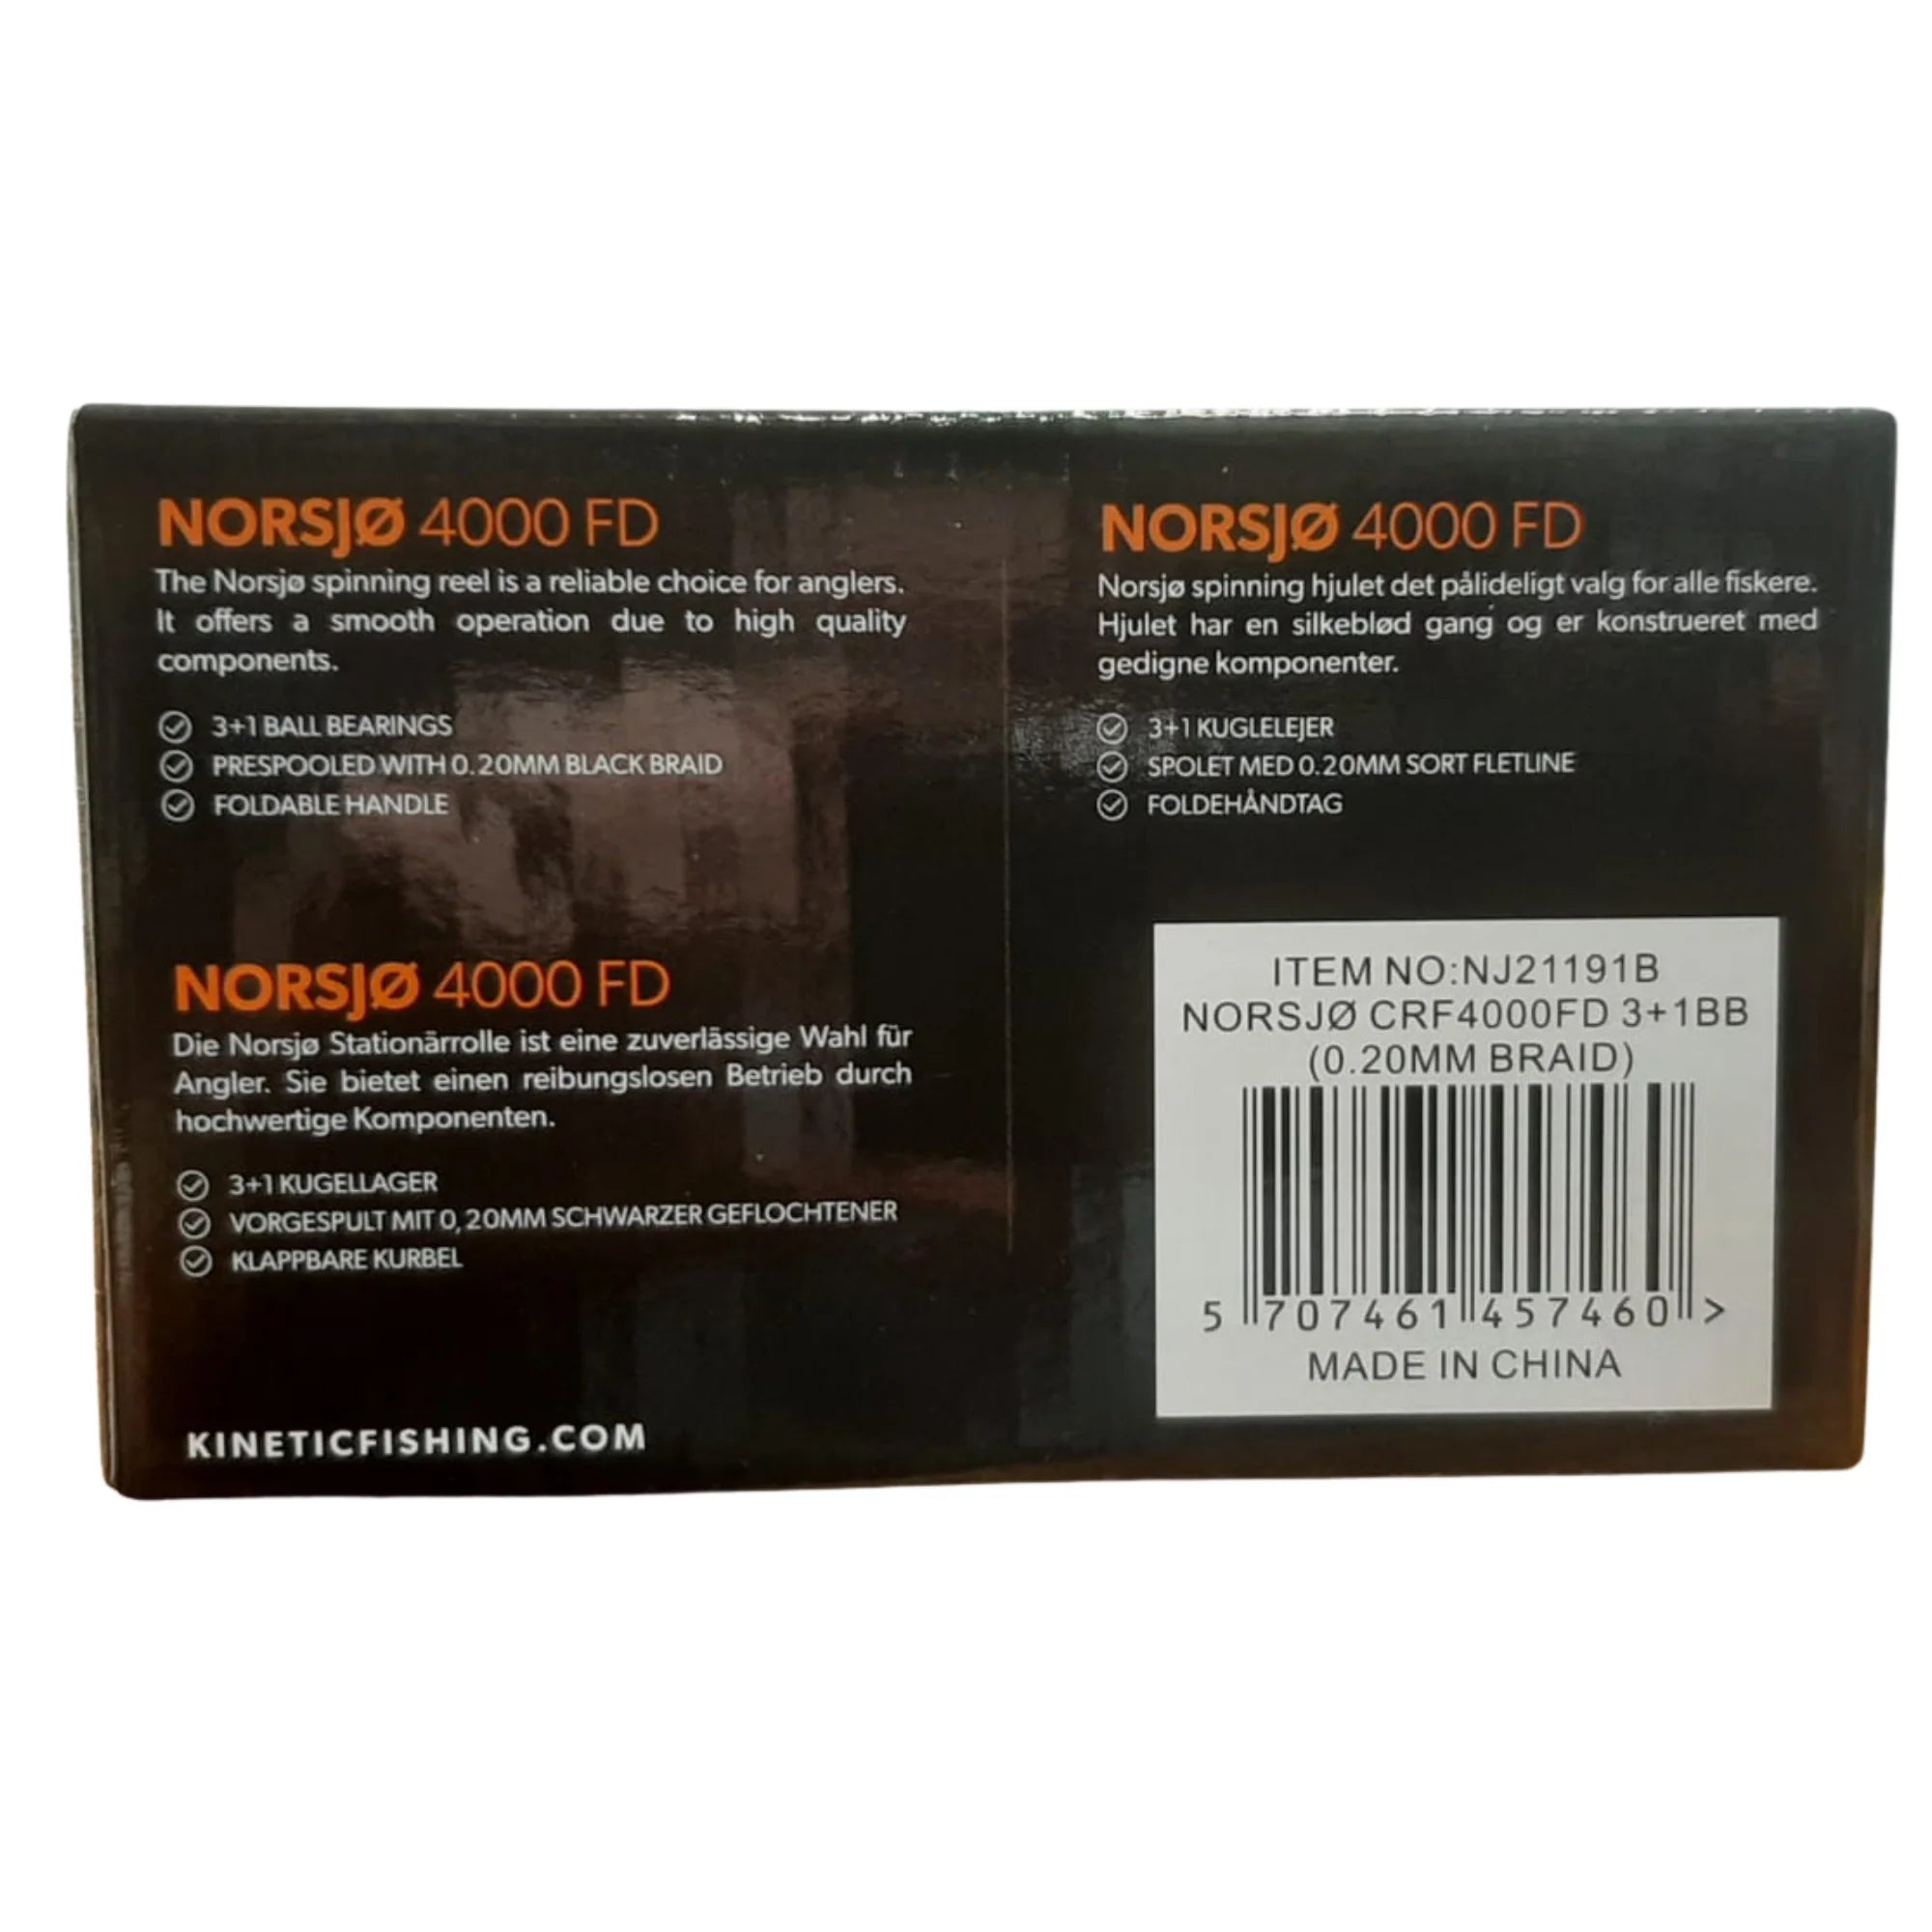 NORSJØ 4000 FD
The Norsjø spinning reel is a reliable choice for anglers.
It offers a smooth operation due to high quality
components.
3+1 BALL BEARINGS
PRESPOOLED WITH 0.20MM BLACK BRAID
FOLDABLE HANDLE
NORSJØ 4000 FD
Die Norsjø Stationärrolle ist eine zuverlässige Wahl für
Angler. Sie bietet einen reibungslosen Betrieb durch
hochwertige Komponenten.
3+1 KUGELLAGER
VORGESPULT MIT 0,20MM SCHWARZER GEFLOCHTENER
KLAPPBARE KURBEL
KINETICFISHING.COM
NORSJØ 4000 FD
Norsjø spinning hjulet det pålideligt valg for alle fiskere.
Hjulet har en silkeblød gang og er konstrueret med
gedigne komponenter.
3+1 KUGLELEJER
SPOLET MED 0.20MM SORT FLETLINE
FOLDEHÅNDTAG
ITEM NO:NJ21191B
NORSJØ CRF4000FD 3+1BB
(0.20MM BRAID)
5 707461 457460 >
MADE IN CHINA